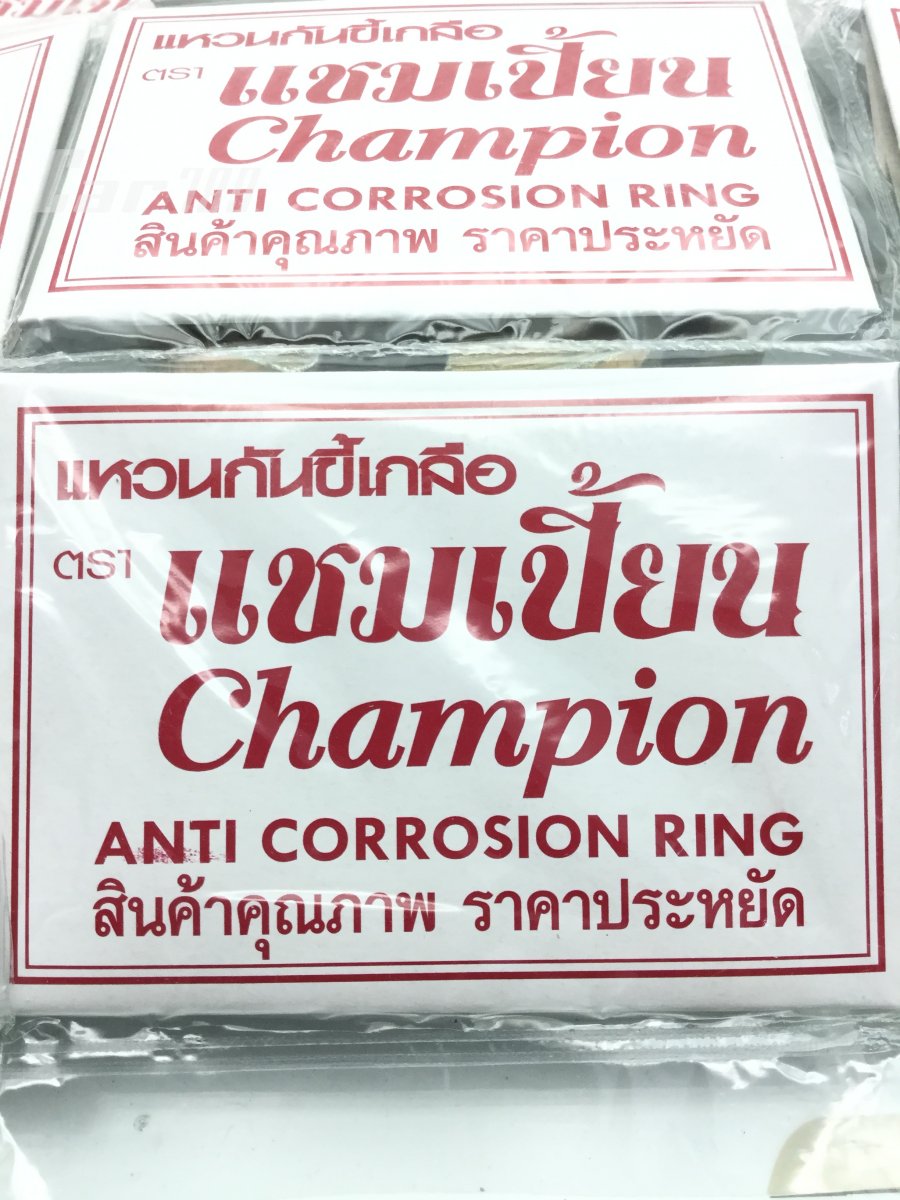 แหวนกันขี้เกลือ
ตรา แชมเปี้ยน
Champion
ANTI CORROSION RING
สินค้าคุณภาพ ราคาประหยัด
แหวนกันขี้เกลือ
ตรา แชมเปี้ยน
Champion
ANTI CORROSION RING
สินค้าคุณภาพ ราคาประหยัด